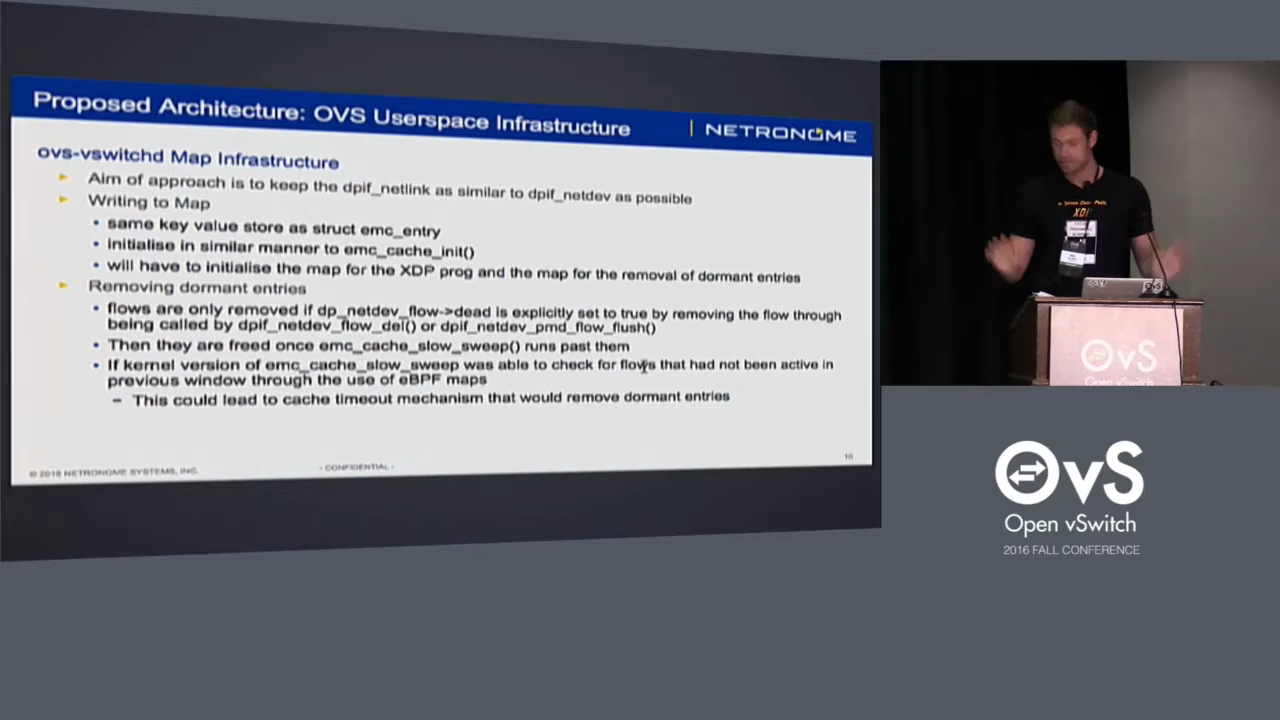 Proposed Architecture: OVS Userspace Infrastructure
NETRONOME
ovs-vswitchd Map Infrastructure
Aim of approach is to keep the dpif_netlink as similar to dpif_netdev as possible
Writing to Map
• same key value store as struct emc_entry
• initialise in similar manner to emc_cache_init()
• will have to initialise the map for the XDP prog and the map for the removal of dormant entries
Removing dormant entries
• flows are only removed if dp_netdev_flow->dead is explicitly set to true by removing the flow through
being called by dpif_netdev_flow_del() or dpif_netdev_pmd_flow_flush()
• Then they are freed once emc_cache_slow_sweep() runs past them
• If kernel version of emc_cache_slow_sweep was able to check for flows that had not been active in
previous window through the use of eBPF maps
– This could lead to cache timeout mechanism that would remove dormant entries
© 2016 NETRONOME SYSTEMS, INC.
- CONFIDENTIAL -
10
XDP
OvS
OvS
Open vSwitch
OvS
Open vSwitch
2016 FALL CONFERENCE